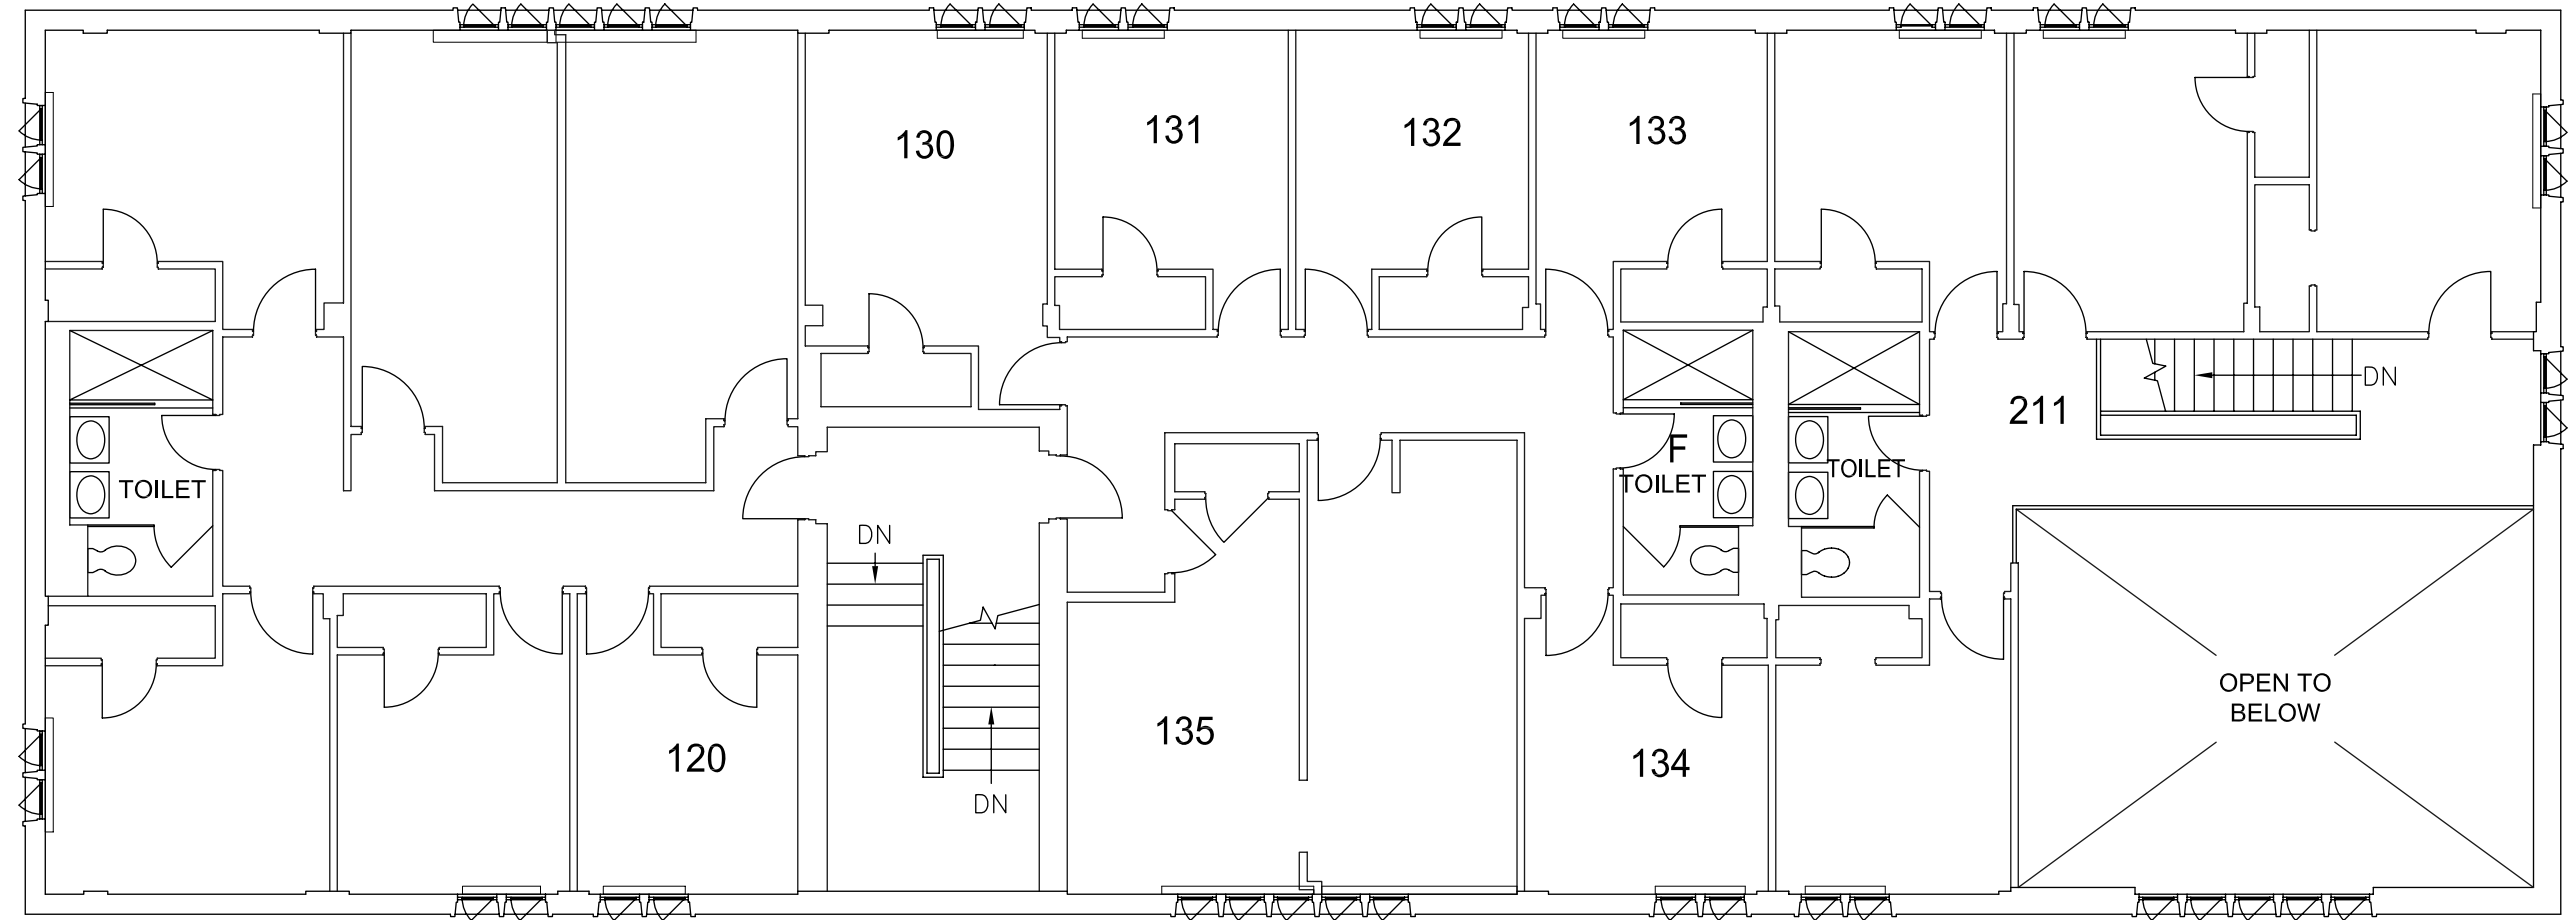 130
131
132
133
DN
211
F
TOILET
TOILET
TOILET
DN
OPEN TO
BELOW
135
120
134
DN